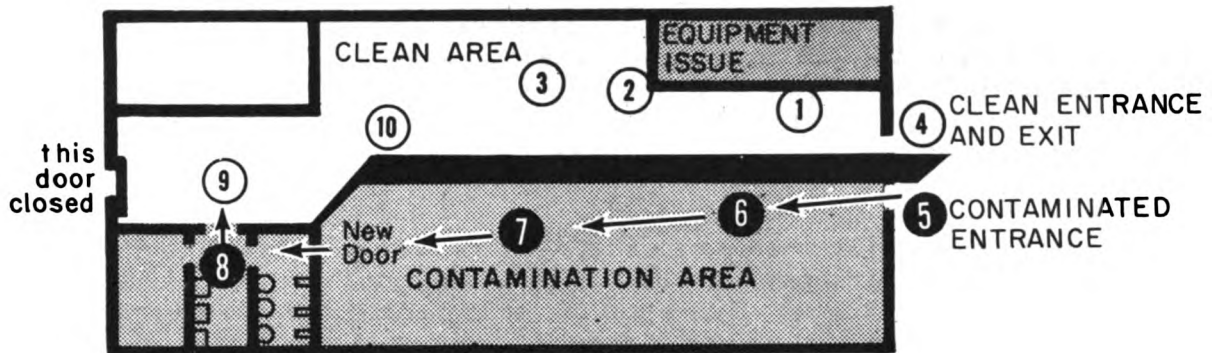 EQUIPMENT
ISSUE
CLEAN AREA
3
2
1
10
4
CLEAN ENTRANCE
AND EXIT
this
door
closed
9
6
5
CONTAMINATED
ENTRANCE
7
New
Door
8
CONTAMINATION AREA